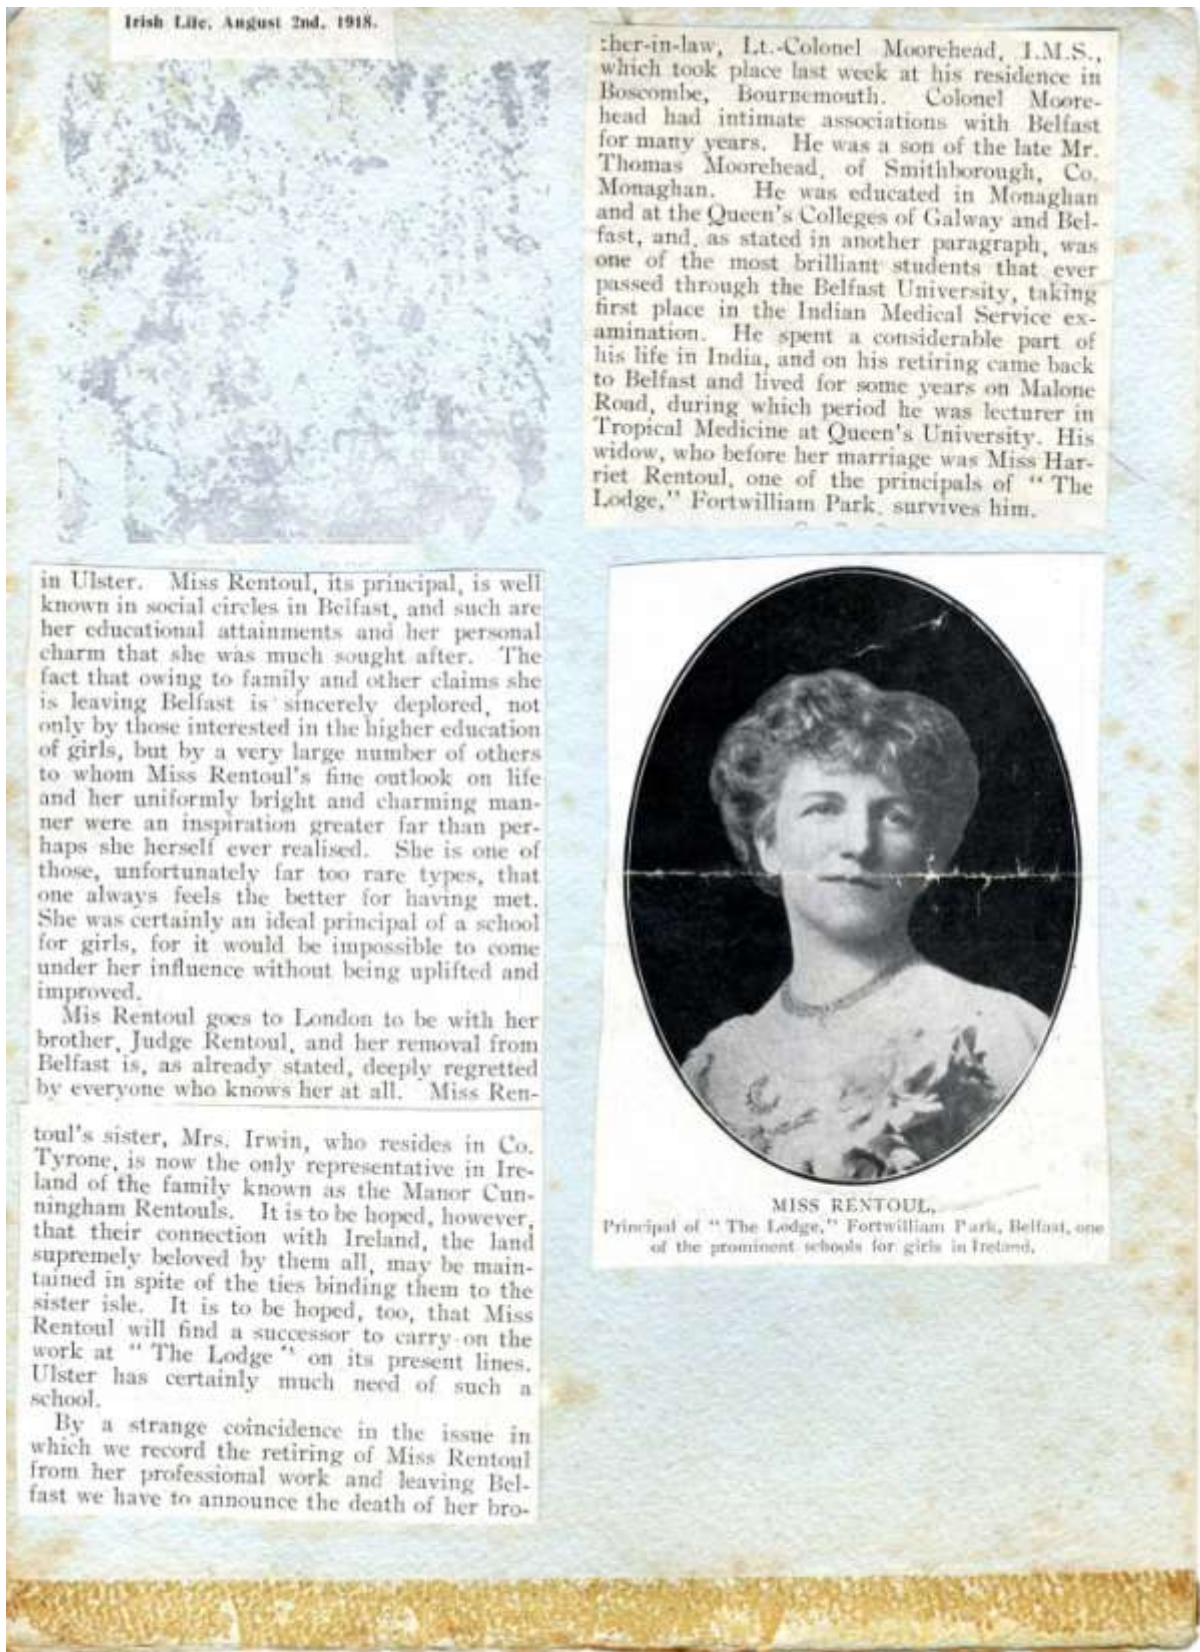 Irish Life, August 2nd, 1918.
in Ulster. Miss Rentoul, its principal, is well
known in social circles in Belfast, and such are
her educational attainments and her personal
charm that she was much sought after. The
fact that owing to family and other claims she
is leaving Belfast is sincerely deplored, not
only by those interested in the higher education
of girls, but by a very large number of others
to whom Miss Rentoul's fine outlook on life
and her uniformly bright and charming man-
ner were an inspiration greater far than per-
haps she herself ever realised. She is one of
those, unfortunately far too rare types, that
one always feels the better for having met.
She was certainly an ideal principal of a school
for girls, for it would be impossible to come
under her influence without being uplifted and
improved.
Mis Rentoul goes to London to be with her
brother, Judge Rentoul, and her removal from
Belfast is, as already stated, deeply regretted
by everyone who knows her at all. Miss Ren-
toul's sister, Mrs. Irwin, who resides in Co.
Tyrone, is now the only representative in Ire-
land of the family known as the Manor Cun-
ningham Rentouls. It is to be hoped, however,
that their connection with Ireland, the land
supremely beloved by them all, may be main-
tained in spite of the ties binding them to the
sister isle. It is to be hoped, too, that Miss
Rentoul will find a successor to carry on the
work at "The Lodge" on its present lines.
Ulster has certainly much need of such a
school.
By a strange coincidence in the issue in
which we record the retiring of Miss Rentoul
from her professional work and leaving Bel-
fast we have to announce the death of her bro-
ther-in-law, Lt.-Colonel Moorehead, I.M.S.,
which took place last week at his residence in
Boscombe, Bournemouth. Colonel Moore-
head had intimate associations with Belfast
for many years. He was a son of the late Mr.
Thomas Moorehead, of Smithborough, Co.
Monaghan. He was educated in Monaghan
and at the Queen's Colleges of Galway and Bel-
fast, and, as stated in another paragraph, was
one of the most brilliant students that ever
passed through the Belfast University, taking
first place in the Indian Medical Service ex-
amination. He spent a considerable part of
his life in India, and on his retiring came back
to Belfast and lived for some years on Malone
Road, during which period he was lecturer in
Tropical Medicine at Queen's University. His
widow, who before her marriage was Miss Har-
riet Rentoul, one of the principals of "The
Lodge," Fortwilliam Park, survives him.
MISS RENTOUL,
Principal of "The Lodge," Fortwilliam Park, Belfast, one
of the prominent schools for girls in Ireland.